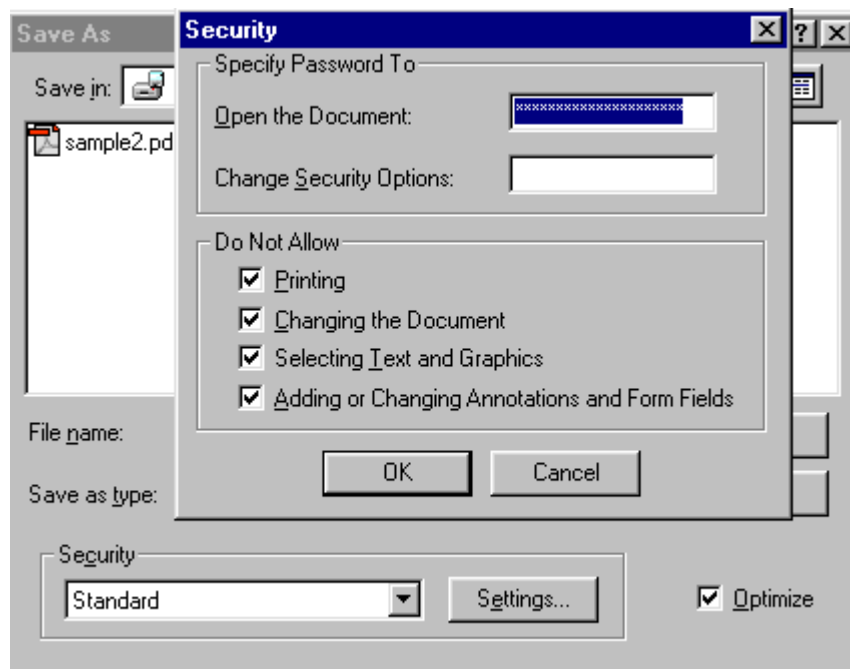 Save As
Security
Specify Password To
Save in:
Open the Document:
sample2.pd
Change Security Options:
Do Not Allow
Printing
Changing the Document
Selecting Text and Graphics
Adding or Changing Annotations and Form Fields
File name:
OK Cancel
Save as type:
Security
Standard Settings... Optimize